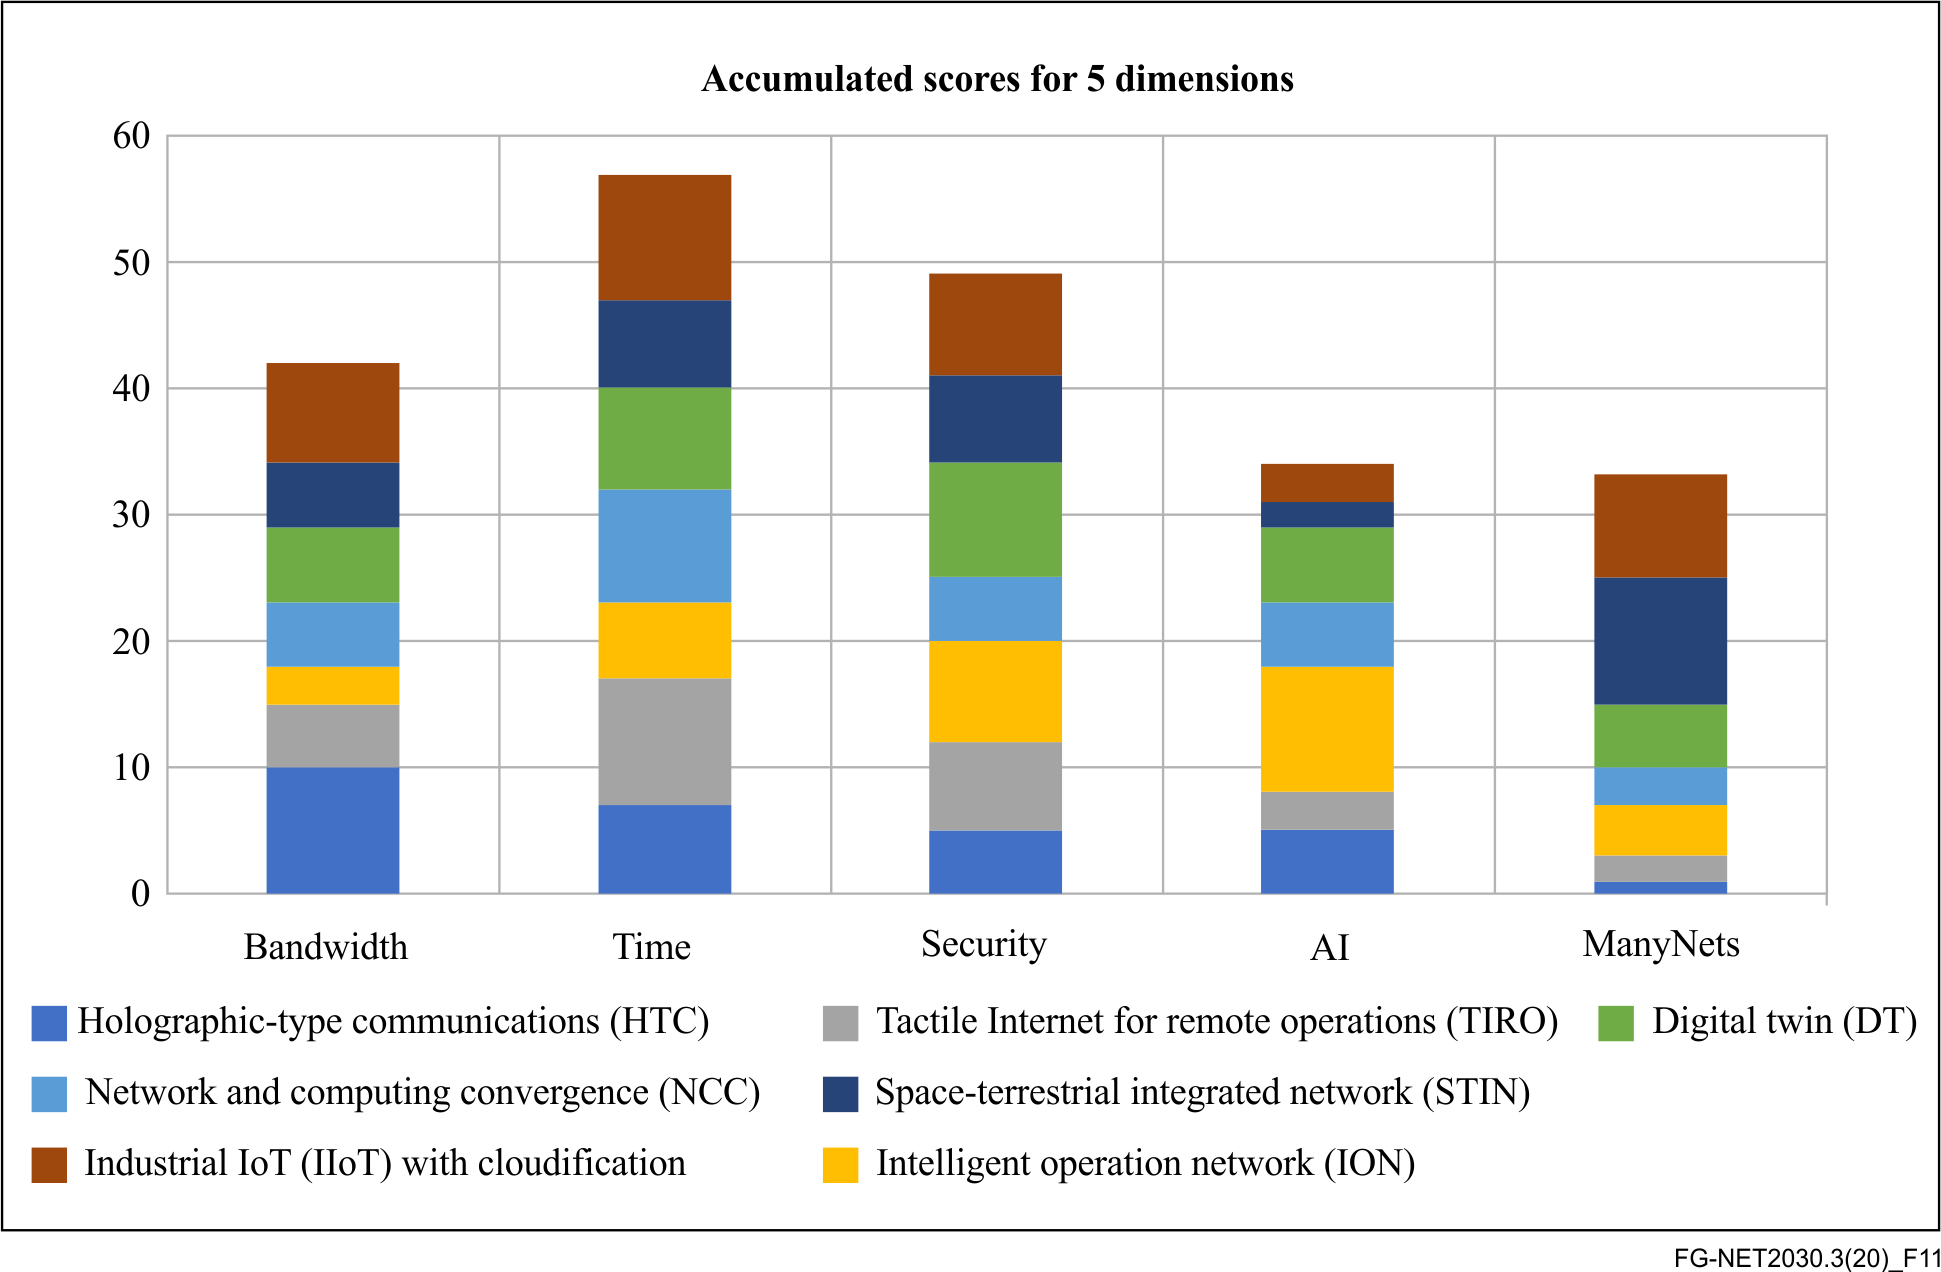 Accumulated scores for 5 dimensions
60
50
40
30
20
10
0
Bandwidth Time Security AI ManyNets
Holographic-type communications (HTC) Tactile Internet for remote operations (TIRO) Digital twin (DT)
Network and computing convergence (NCC) Space-terrestrial integrated network (STIN)
Industrial IoT (IIoT) with cloudification Intelligent operation network (ION)
FG-NET2030.3(20)_F11